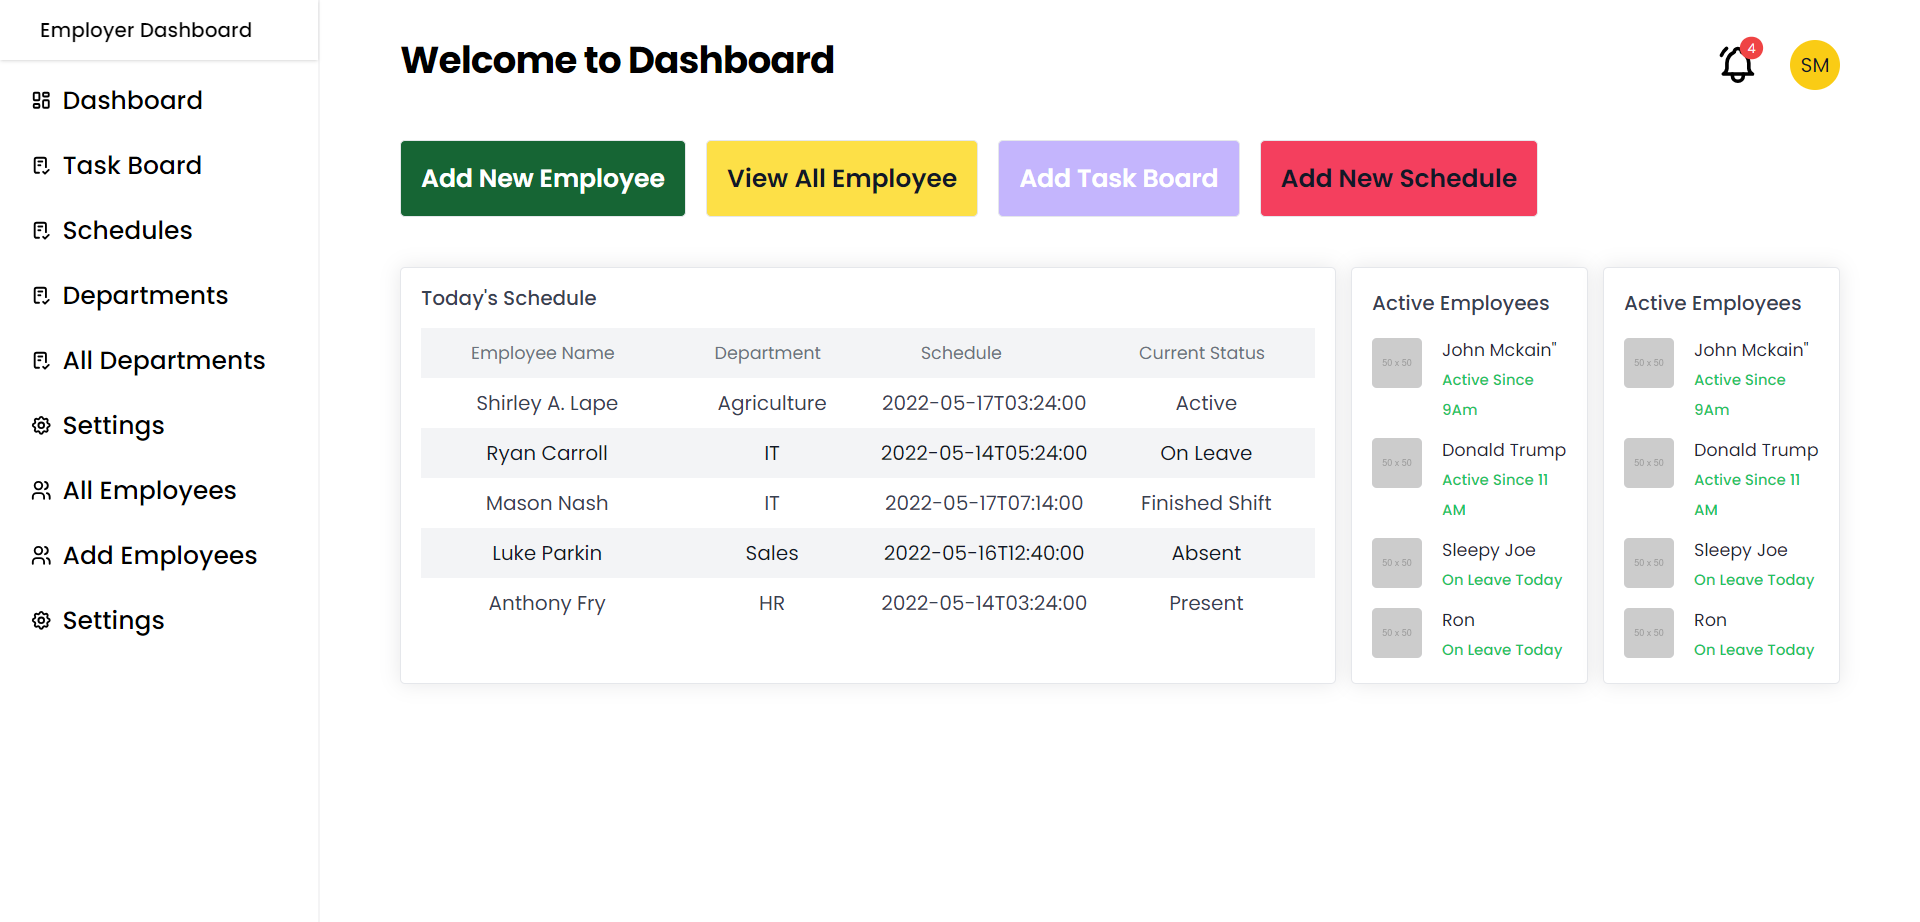 Employer Dashboard
Dashboard
Task Board
Schedules
Departments
All Departments
Settings
All Employees
Add Employees
Settings
Welcome to Dashboard
4
SM
Add New Employee
View All Employee
Add Task Board
Add New Schedule
Today's Schedule
Employee Name Department Schedule Current Status
Shirley A. Lape Agriculture 2022-05-17T03:24:00 Active
Ryan Carroll IT 2022-05-14T05:24:00 On Leave
Mason Nash IT 2022-05-17T07:14:00 Finished Shift
Luke Parkin Sales 2022-05-16T12:40:00 Absent
Anthony Fry HR 2022-05-14T03:24:00 Present
Active Employees
50 x 50
John Mckain"
Active Since
9Am
50 x 50
Donald Trump
Active Since 11
AM
50 x 50
Sleepy Joe
On Leave Today
50 x 50
Ron
On Leave Today
Active Employees
50 x 50
John Mckain"
Active Since
9Am
50 x 50
Donald Trump
Active Since 11
AM
50 x 50
Sleepy Joe
On Leave Today
50 x 50
Ron
On Leave Today